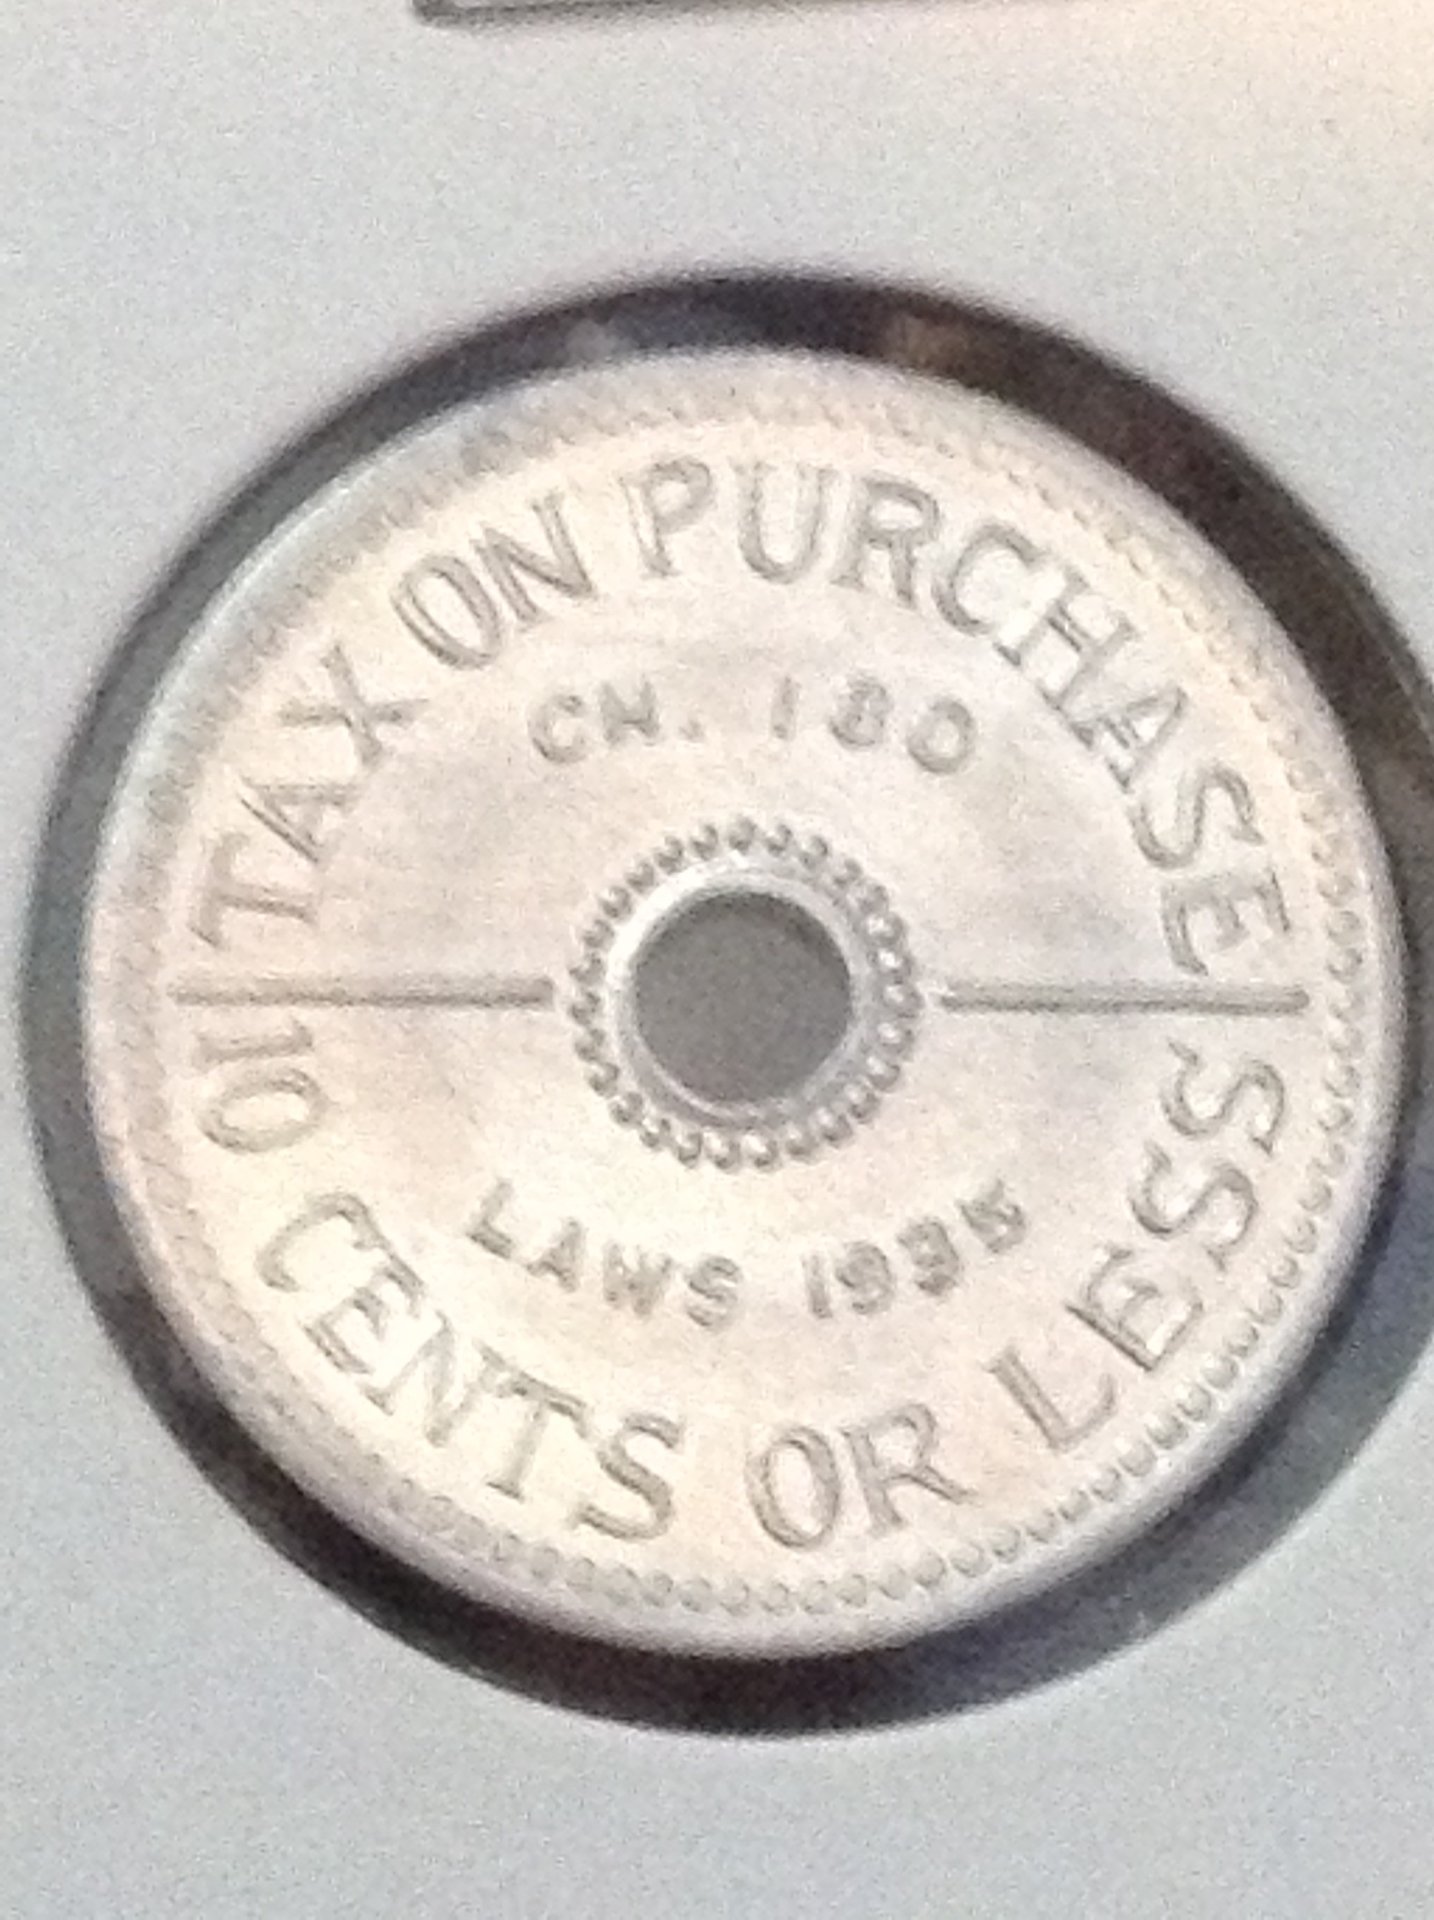 TAX ON PURCHASE
CH. 180
LAWS 1935
10 CENTS OR LESS